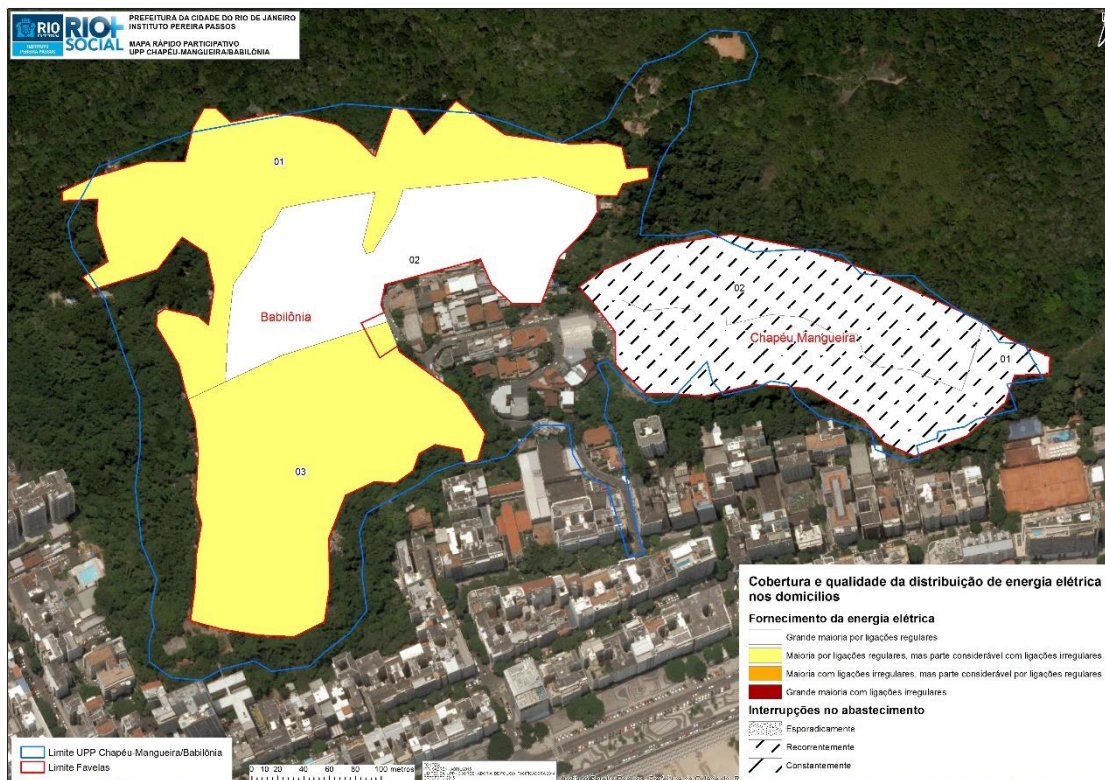 RIO
INSTITUTO
PEREIRA PASSOS
RIO+
SOCIAL
PREFEITURA DA CIDADE DO RIO DE JANEIRO
INSTITUTO PEREIRA PASSOS
MAPA RÁPIDO PARTICIPATIVO
UPP CHAPÉU-MANGUEIRA/BABILÔNIA
01
02
Babilônia
03
02
Chapéu Mangueira
01
Cobertura e qualidade da distribuição de energia elétrica
nos domicílios
Fornecimento da energia elétrica
Grande maioria por ligações regulares
Maioria por ligações regulares, mas parte considerável com ligações irregulares
Maioria com ligações irregulares, mas parte considerável por ligações regulares
Grande maioria com ligações irregulares
Interrupções no abastecimento
Esporadicamente
Recorrentemente
Constantemente
Limite UPP Chapéu-Mangueira/Babilônia
Limite Favelas
0 10 20 40 60 80 100 metros